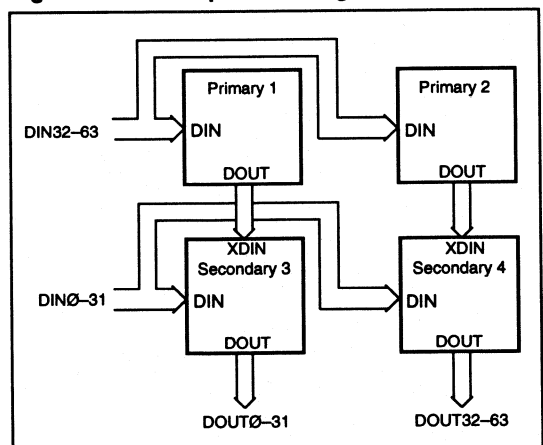 Primary 1
Primary 2
DIN32–63
DIN
DIN
DOUT
DOUT
XDIN
XDIN
Secondary 3
Secondary 4
DINØ–31
DIN
DIN
DOUT
DOUT
DOUTØ–31
DOUT32–63